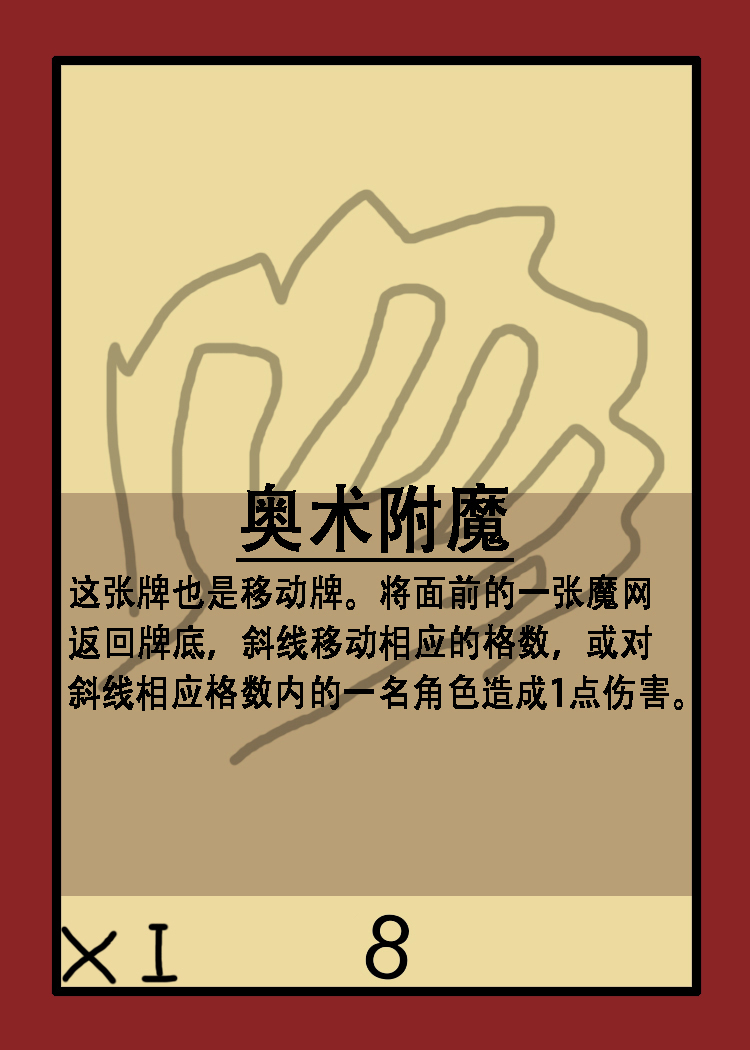 奥术附魔
这张牌也是移动牌。将面前的一张魔网
返回牌底，斜线移动相应的格数，或对
斜线相应格数内的一名角色造成1点伤害。
XI
8